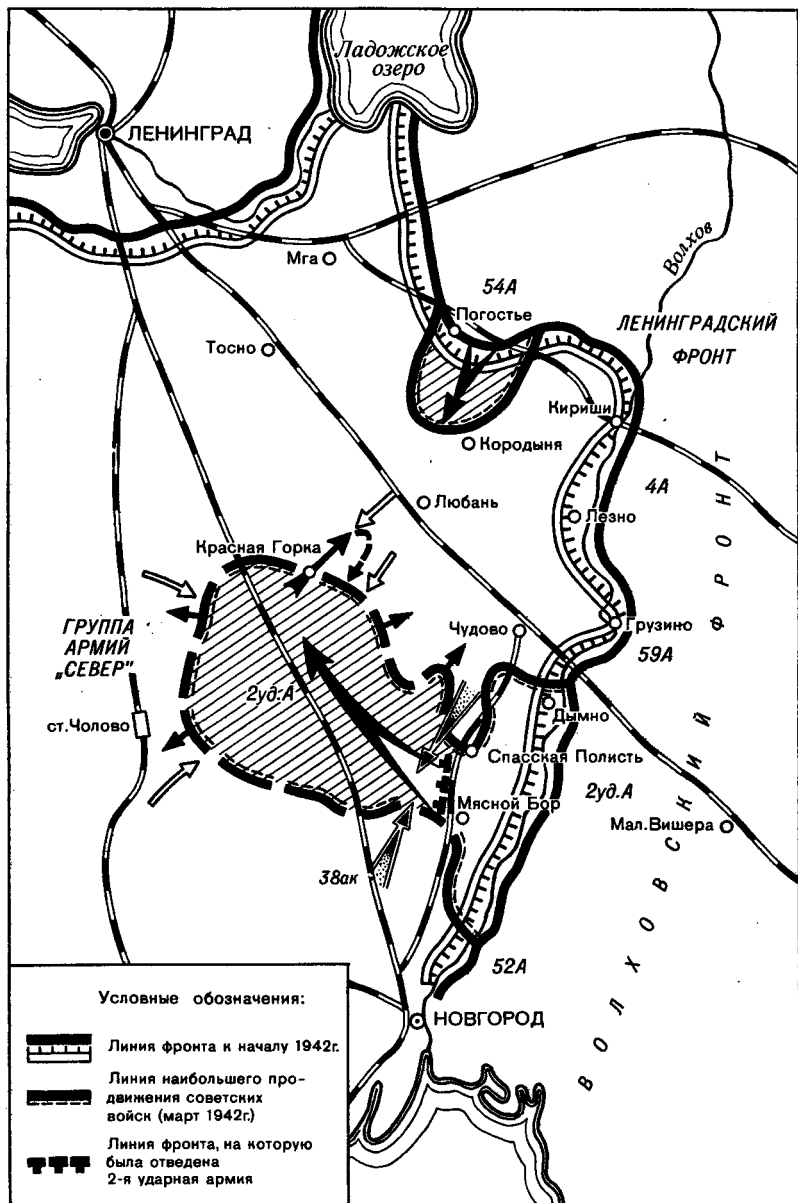 Ладожское
озеро
ЛЕНИНГРАД
Волхов
Мга
54А
Погостье
ЛЕНИНГРАДСКИЙ
ФРОНТ
Тосно
Кириши
Кородыня
4А
Любань
Лезно
Красная Горка
Грузино
Чудово
59А
ГРУППА
АРМИЙ
„СЕВЕР"
2уд.А
Дымно
ст.Чолово
Спасская Полисть
2уд.А
Мясной Бор
Мал.Вишера
38ак
52А
НОВГОРОД
ВОЛХОВСКИЙ ФРОНТ
Условные обозначения:
Линия фронта к началу 1942г.
Линия наибольшего про-
движения советских
войск (март 1942г.)
Линия фронта, на которую
была отведена
2-я ударная армия